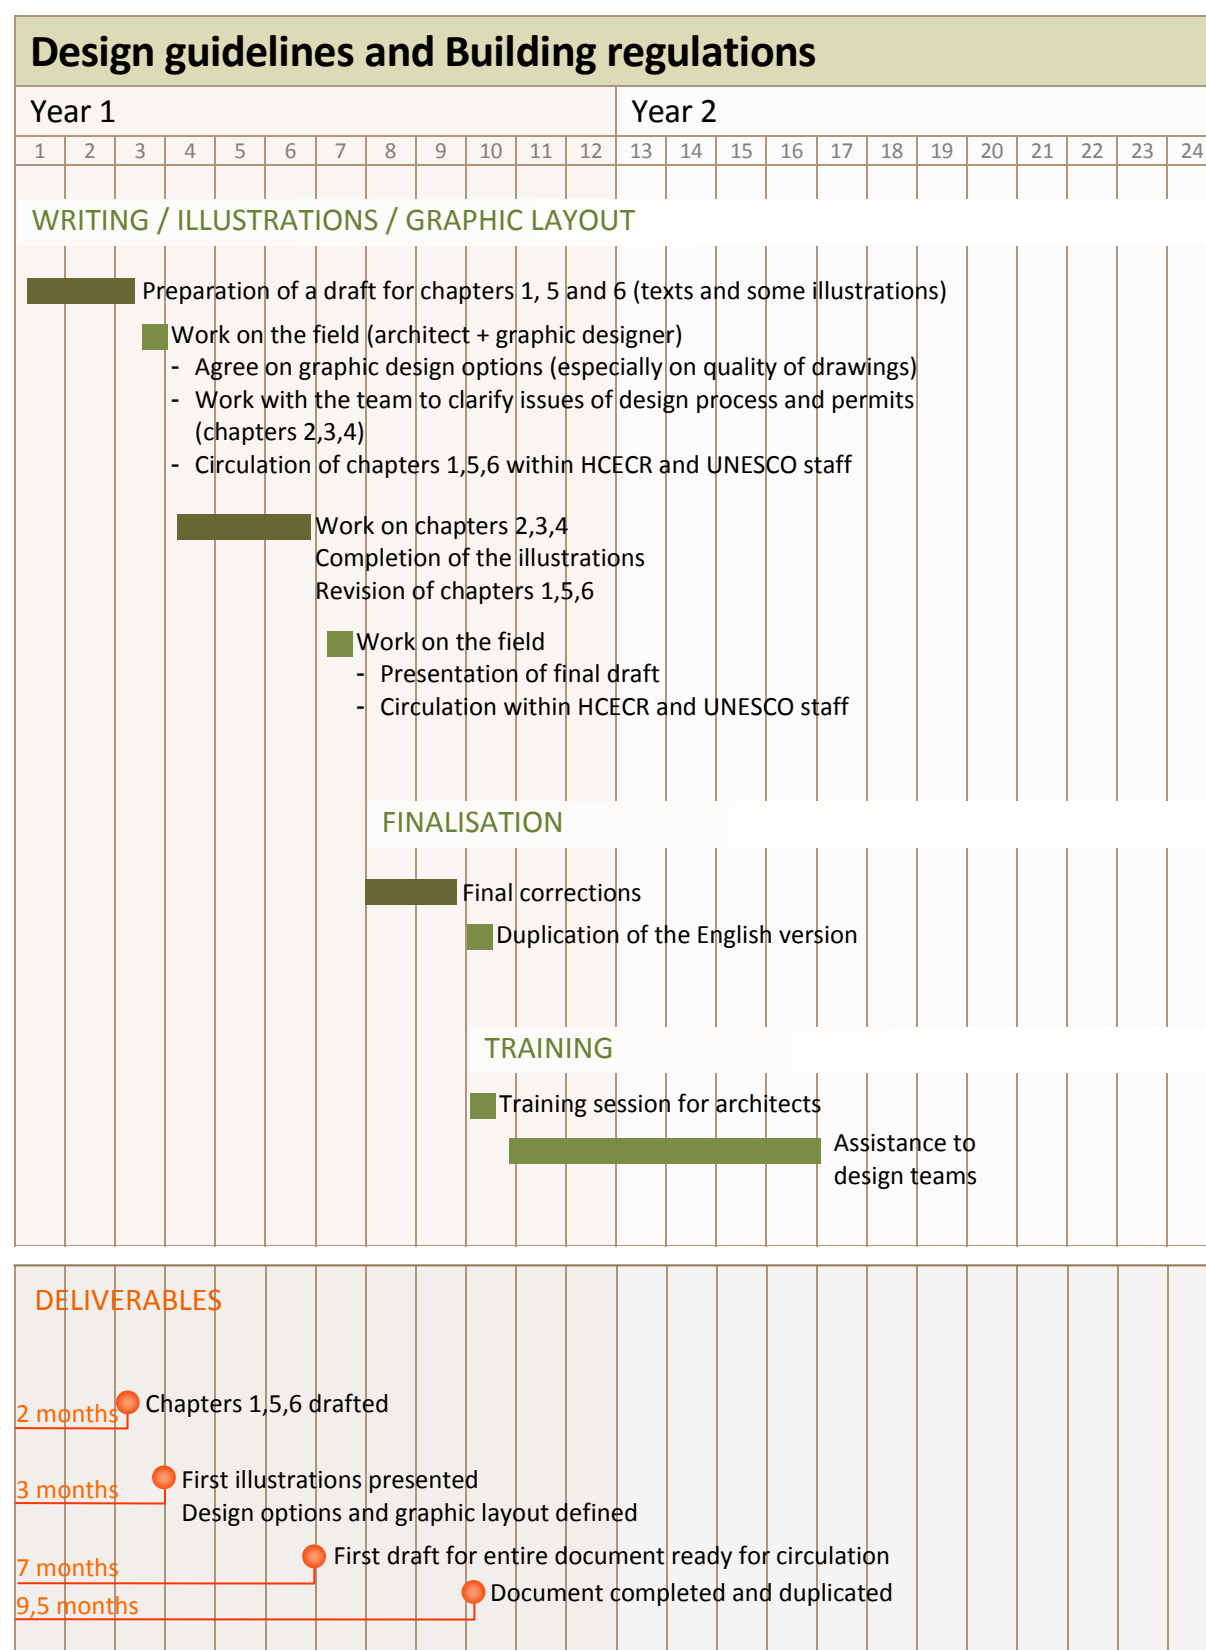 Design guidelines and Building regulations
Year 1 Year 2
1 2 3 4 5 6 7 8 9 10 11 12 13 14 15 16 17 18 19 20 21 22 23 24
WRITING / ILLUSTRATIONS / GRAPHIC LAYOUT
Preparation of a draft for chapters 1, 5 and 6 (texts and some illustrations)
Work on the field (architect + graphic designer)
- Agree on graphic design options (especially on quality of drawings)
- Work with the team to clarify issues of design process and permits
(chapters 2,3,4)
- Circulation of chapters 1,5,6 within HCECR and UNESCO staff
Work on chapters 2,3,4
Completion of the illustrations
Revision of chapters 1,5,6
Work on the field
- Presentation of final draft
- Circulation within HCECR and UNESCO staff
FINALISATION
Final corrections
Duplication of the English version
TRAINING
Training session for architects
Assistance to
design teams
DELIVERABLES
2 months Chapters 1,5,6 drafted
3 months First illustrations presented
Design options and graphic layout defined
7 months First draft for entire document ready for circulation
9,5 months Document completed and duplicated